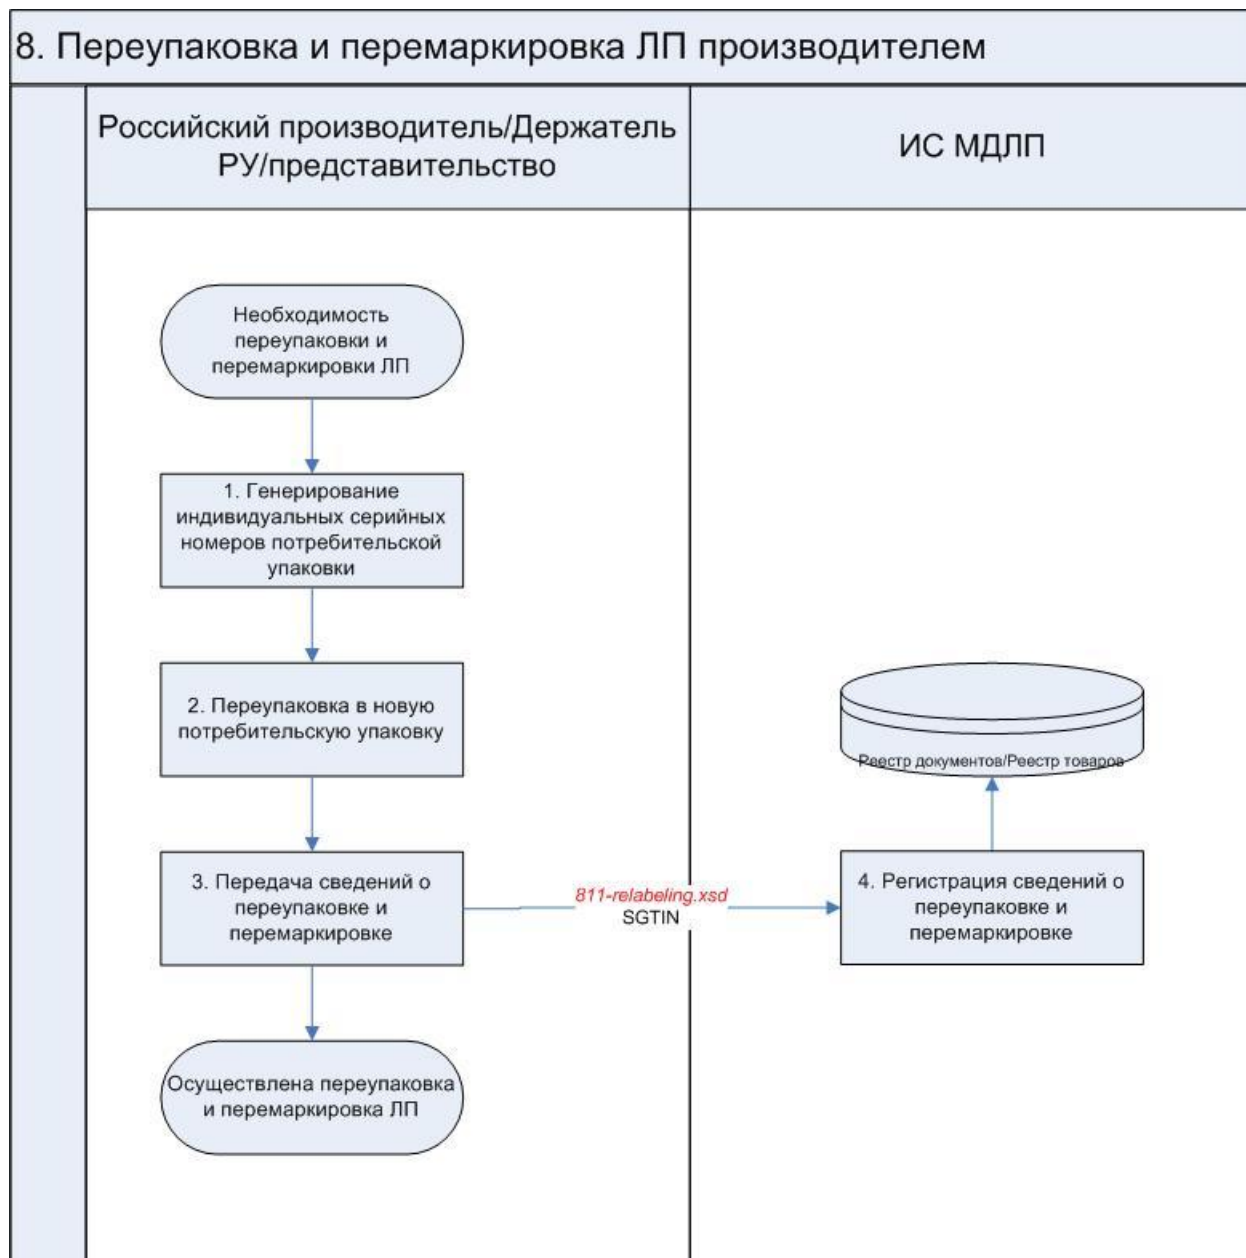 8. Переупаковка и перемаркировка ЛП производителем
Российский производитель/Держатель
РУ/представительство
ИС МДЛП
Необходимость
переупаковки и
перемаркировки ЛП
1. Генерирование
индивидуальных серийных
номеров потребительской
упаковки
2. Переупаковка в новую
потребительскую упаковку
Реестр документов/Реестр товаров
3. Передача сведений о
переупаковке и
перемаркировке
811-relabeling.xsd
SGTIN
4. Регистрация сведений о
переупаковке и
перемаркировке
Осуществлена переупаковка
и перемаркировка ЛП